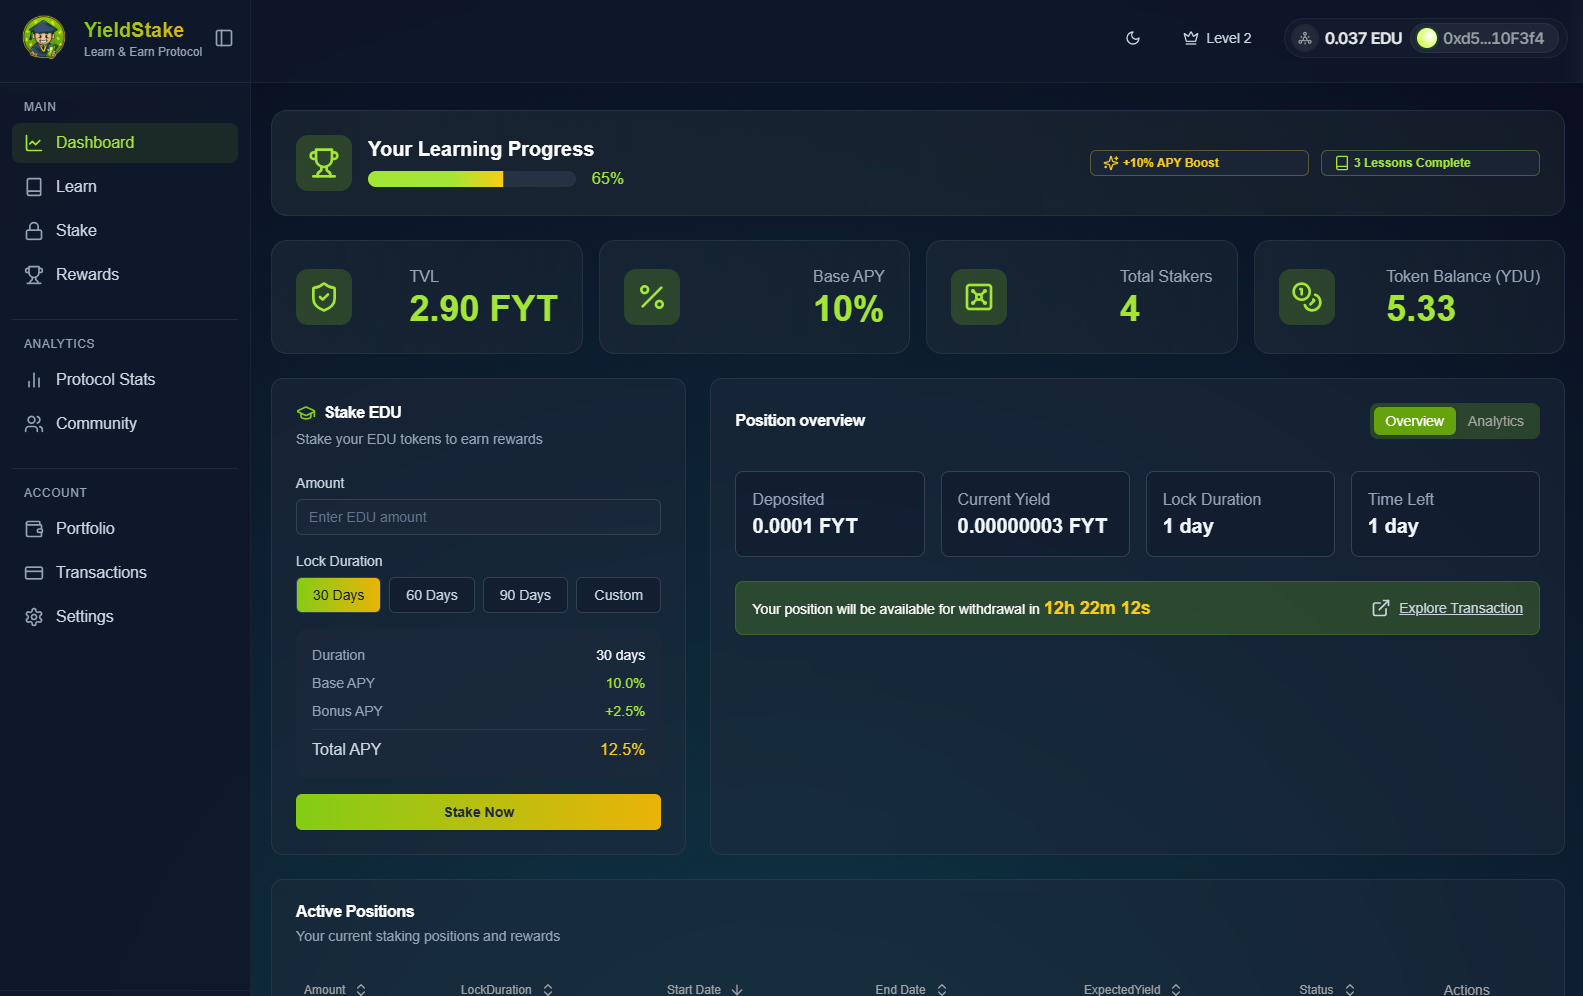 YieldStake
Learn & Earn Protocol
Level 2
0.037 EDU
0xd5...10F3f4
MAIN
Dashboard
Learn
Stake
Rewards
ANALYTICS
Protocol Stats
Community
ACCOUNT
Portfolio
Transactions
Settings
Your Learning Progress
65%
+10% APY Boost
3 Lessons Complete
TVL
2.90 FYT
Base APY
10%
Total Stakers
4
Token Balance (YDU)
5.33
Stake EDU
Stake your EDU tokens to earn rewards
Amount
Enter EDU amount
Lock Duration
30 Days
60 Days
90 Days
Custom
Duration
30 days
Base APY
10.0%
Bonus APY
+2.5%
Total APY
12.5%
Stake Now
Position overview
Overview
Analytics
Deposited
0.0001 FYT
Current Yield
0.00000003 FYT
Lock Duration
1 day
Time Left
1 day
Your position will be available for withdrawal in 12h 22m 12s
Explore Transaction
Active Positions
Your current staking positions and rewards
Amount
LockDuration
Start Date
End Date
ExpectedYield
Status
Actions